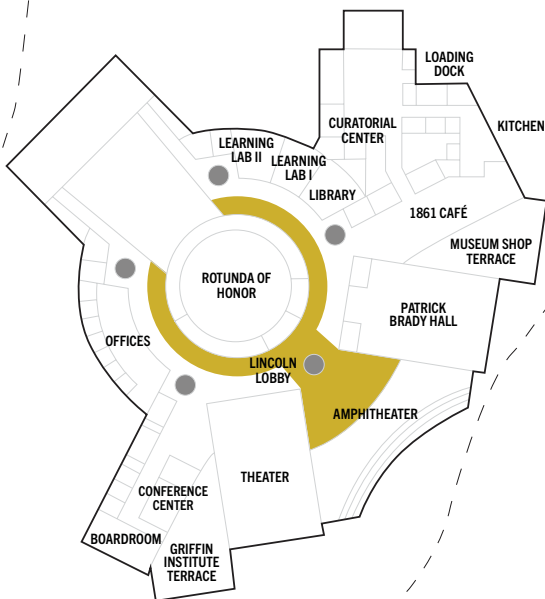 LOADING
DOCK
CURATORIAL
CENTER
KITCHEN
LEARNING
LAB II
LEARNING
LAB I
LIBRARY
1861 CAFÉ
MUSEUM SHOP
TERRACE
ROTUNDA OF
HONOR
PATRICK
BRADY HALL
OFFICES
LINCOLN
LOBBY
AMPHITHEATER
THEATER
CONFERENCE
CENTER
BOARDROOM
GRIFFIN
INSTITUTE
TERRACE